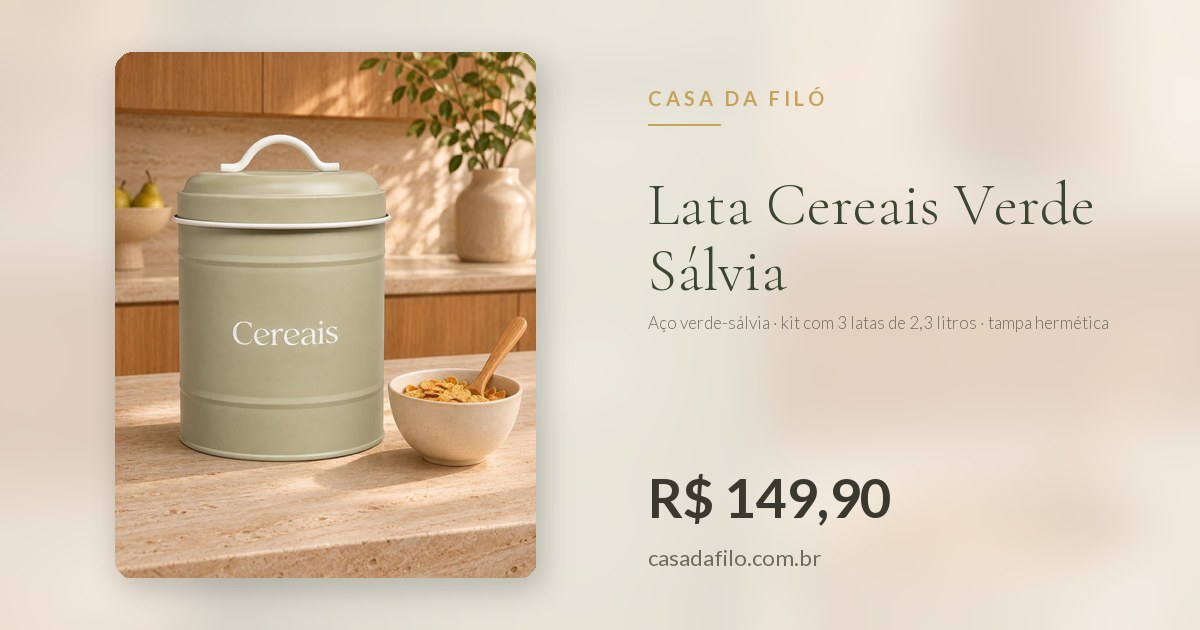 CASA DA FILÓ
Lata Cereais Verde
Sálvia
Aço verde-sálvia · kit com 3 latas de 2,3 litros · tampa hermética
Cereais
R$ 149,90
casadafilo.com.br